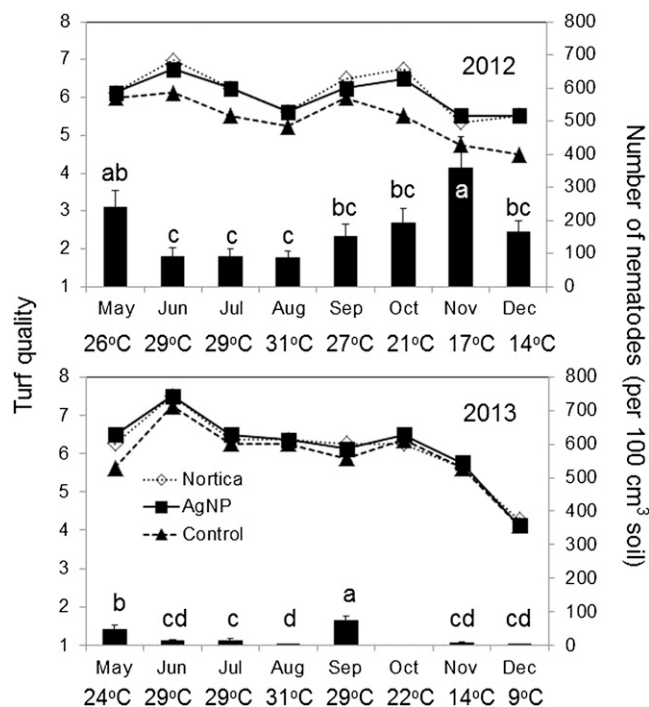 8 800
7 2012 700
6 600
5 500
4 400
3 300
2 200
1 100
0
ab c c c bc bc a bc
May Jun Jul Aug Sep Oct Nov Dec
26°C 29°C 29°C 31°C 27°C 21°C 17°C 14°C
Turf quality
Number of nematodes (per 100 cm³ soil)
8 800
7 2013 700
6 600
5 500
4 400
3 300
2 200
1 100
0
Nortica
AgNP
Control
b cd c d a cd cd
May Jun Jul Aug Sep Oct Nov Dec
24°C 29°C 29°C 31°C 29°C 22°C 14°C 9°C